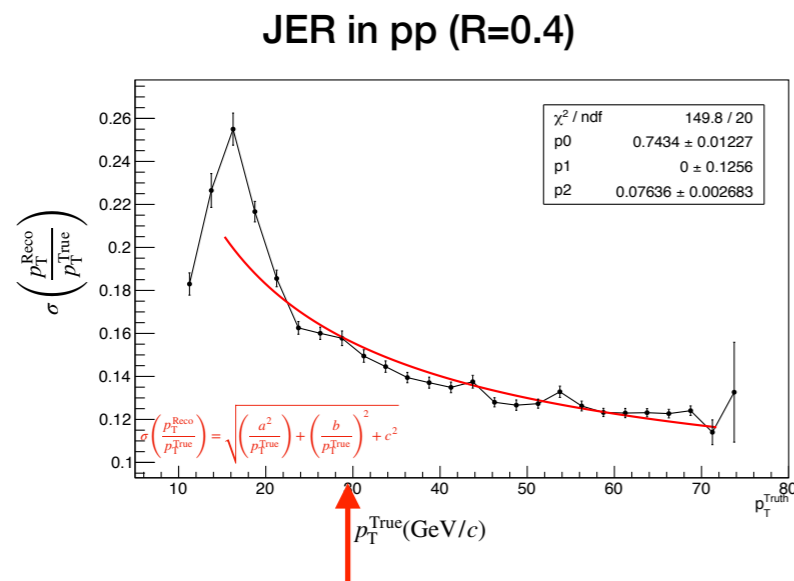 JER in pp (R=0.4)
σ(p_T^Reco/p_T^True)
0.26
0.24
0.22
0.2
0.18
0.16
0.14
0.12
0.1
χ² / ndf 149.8 / 20
p0 0.7434 ± 0.01227
p1 0 ± 0.1256
p2 0.07636 ± 0.002683
σ(p_T^Reco/p_T^True) = √((a²/p_T^True) + (b/p_T^True)² + c²)
10 20 30 40 50 60 70 80
p_T^Truth
p_T^True(GeV/c)